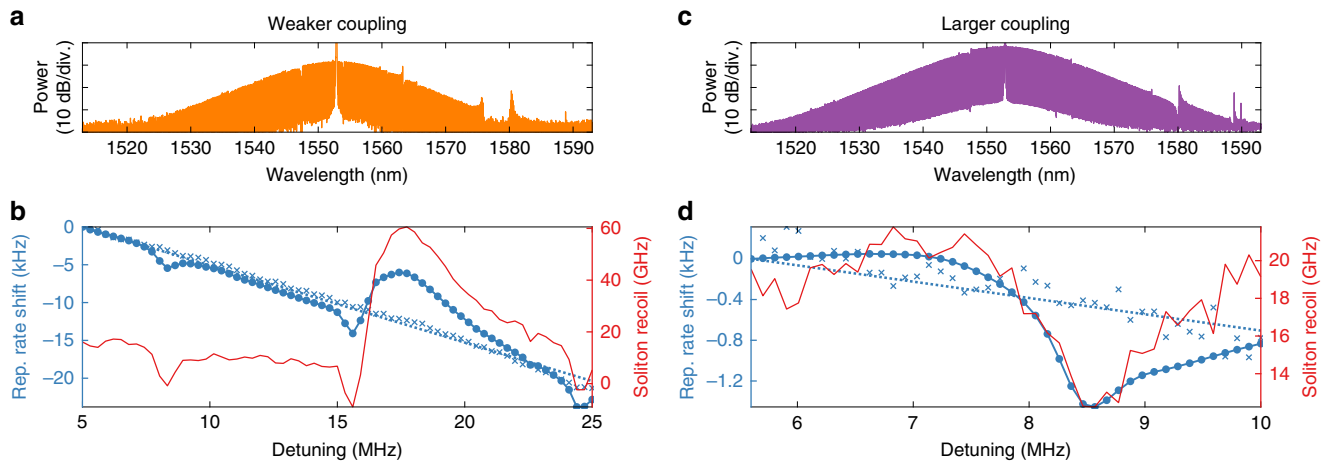 a
Weaker coupling
Power
(10 dB/div.)
1520 1530 1540 1550 1560 1570 1580 1590
Wavelength (nm)
b
Rep. rate shift (kHz)
0
−5
−10
−15
−20
60
40
20
0
Soliton recoil (GHz)
5 10 15 20 25
Detuning (MHz)
c
Larger coupling
Power
(10 dB/div.)
1520 1530 1540 1550 1560 1570 1580 1590
Wavelength (nm)
d
Rep. rate shift (kHz)
0
−0.4
−0.8
−1.2
20
18
16
14
Soliton recoil (GHz)
6 7 8 9 10
Detuning (MHz)